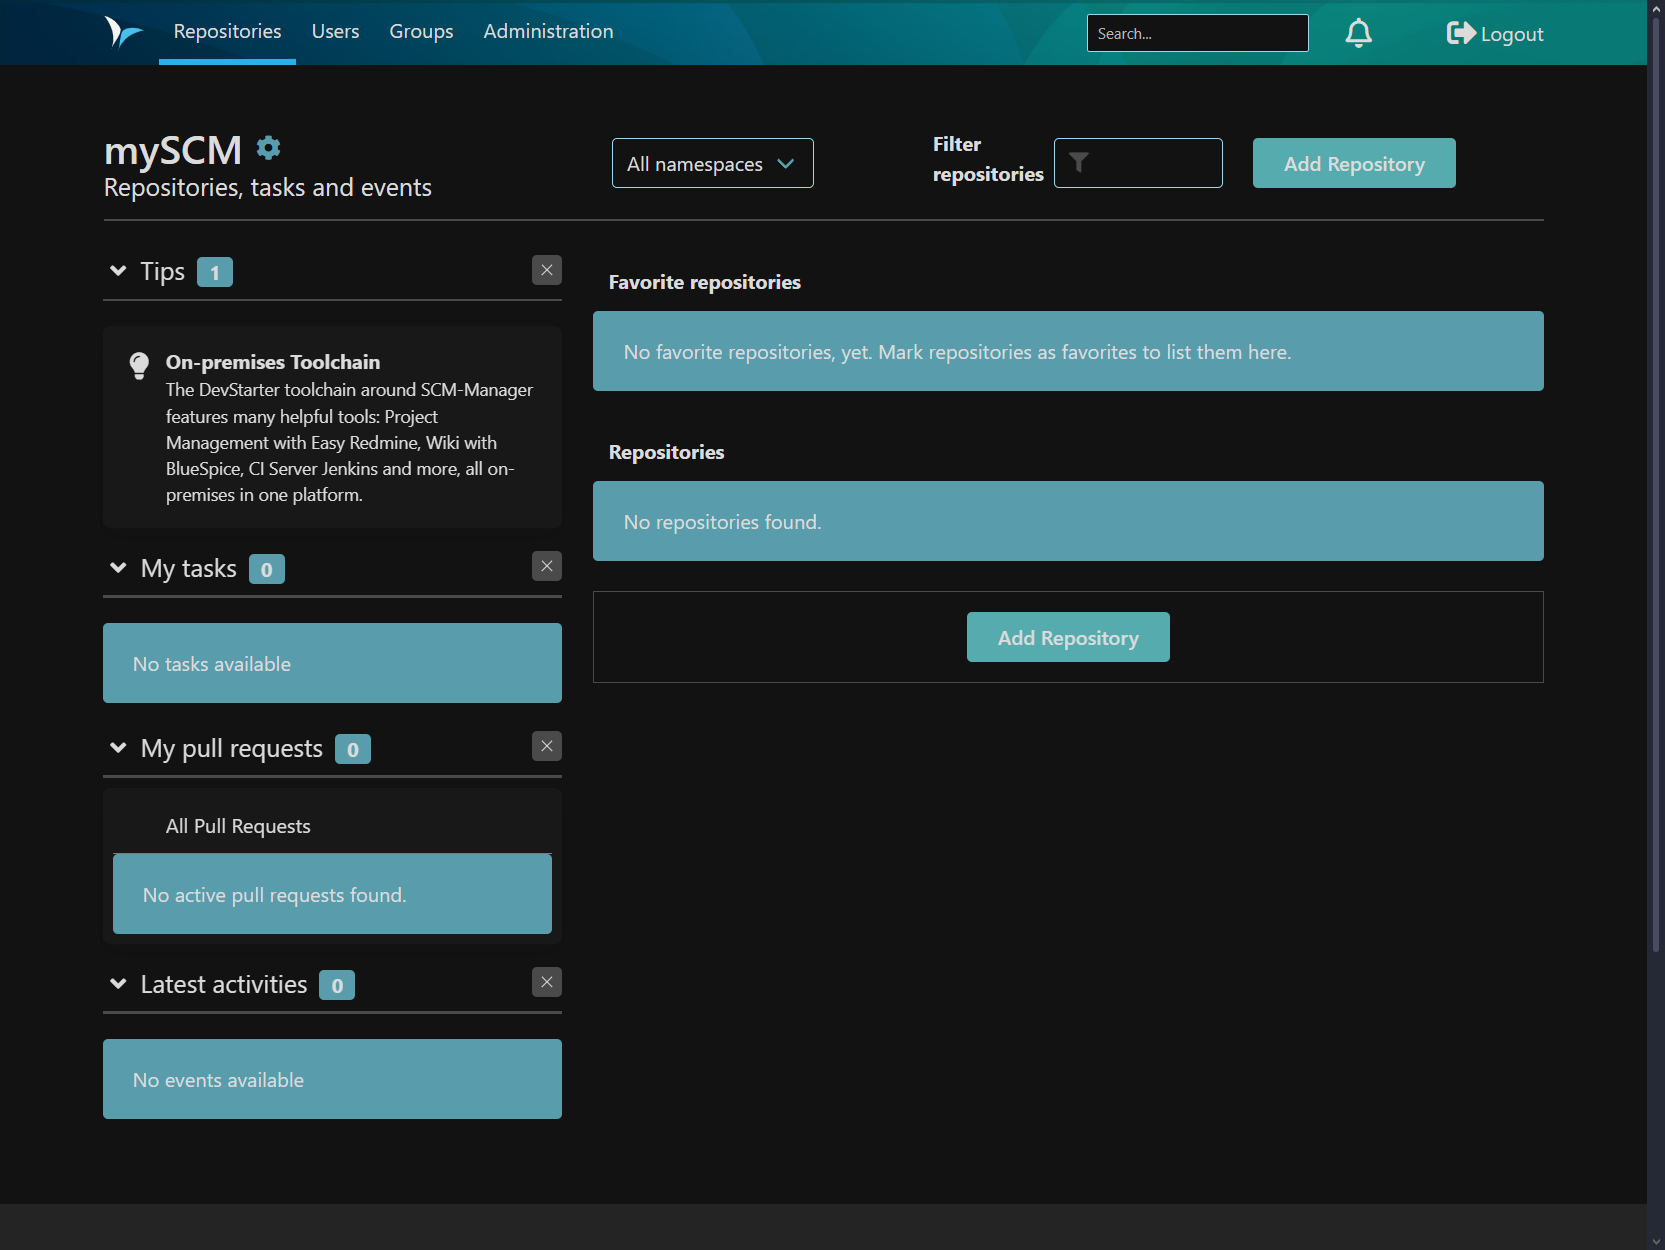 Repositories
Users
Groups
Administration
Search...
Logout
mySCM
Repositories, tasks and events
All namespaces
Filter
repositories
Add Repository
Tips 1
On-premises Toolchain
The DevStarter toolchain around SCM-Manager
features many helpful tools: Project
Management with Easy Redmine, Wiki with
BlueSpice, CI Server Jenkins and more, all on-
premises in one platform.
My tasks 0
No tasks available
My pull requests 0
All Pull Requests
No active pull requests found.
Latest activities 0
No events available
Favorite repositories
No favorite repositories, yet. Mark repositories as favorites to list them here.
Repositories
No repositories found.
Add Repository